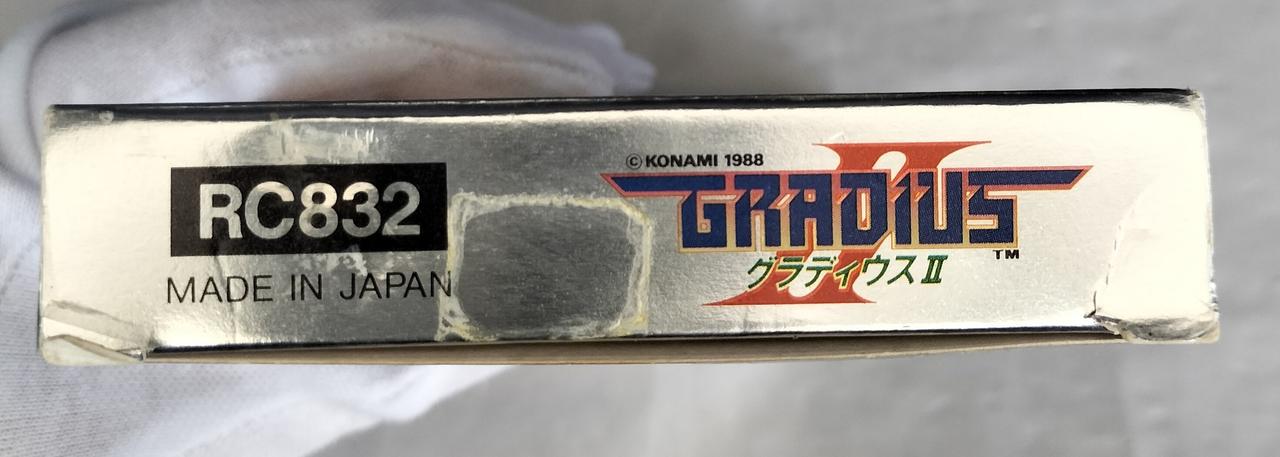 RC832
MADE IN JAPAN
© KONAMI 1988
GRADIUS II ™
グラディウスⅡ